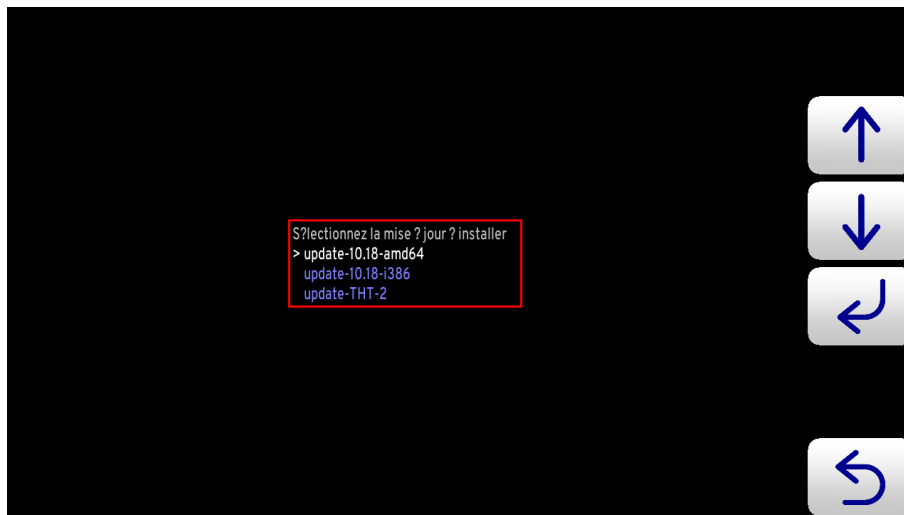 S?lectionnez la mise ? jour ? installer
> update-10.18-amd64
update-10.18-i386
update-THT-2